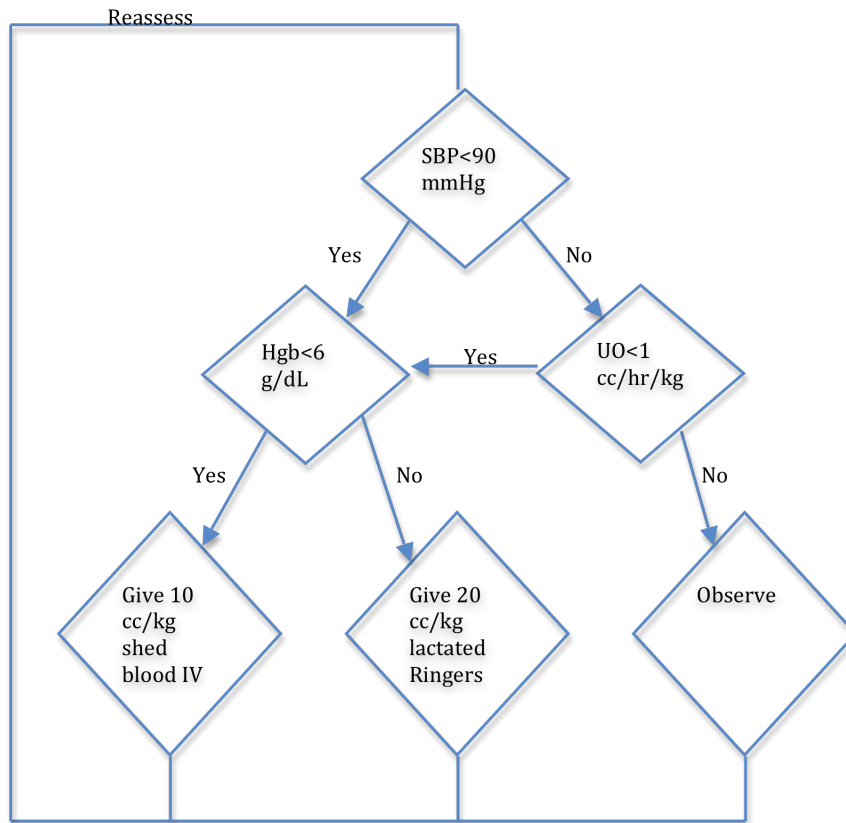 Reassess
SBP<90
mmHg
Yes
No
Hgb<6
g/dL
Yes
UO<1
cc/hr/kg
Yes
No
No
Give 10
cc/kg
shed
blood IV
Give 20
cc/kg
lactated
Ringers
Observe